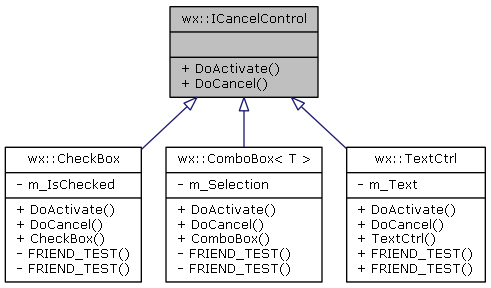 wx::ICancelControl
+ DoActivate()
+ DoCancel()
wx::CheckBox
- m_IsChecked
+ DoActivate()
+ DoCancel()
+ CheckBox()
- FRIEND_TEST()
- FRIEND_TEST()
wx::ComboBox< T >
- m_Selection
+ DoActivate()
+ DoCancel()
+ ComboBox()
- FRIEND_TEST()
- FRIEND_TEST()
wx::TextCtrl
- m_Text
+ DoActivate()
+ DoCancel()
+ TextCtrl()
+ FRIEND_TEST()
+ FRIEND_TEST()